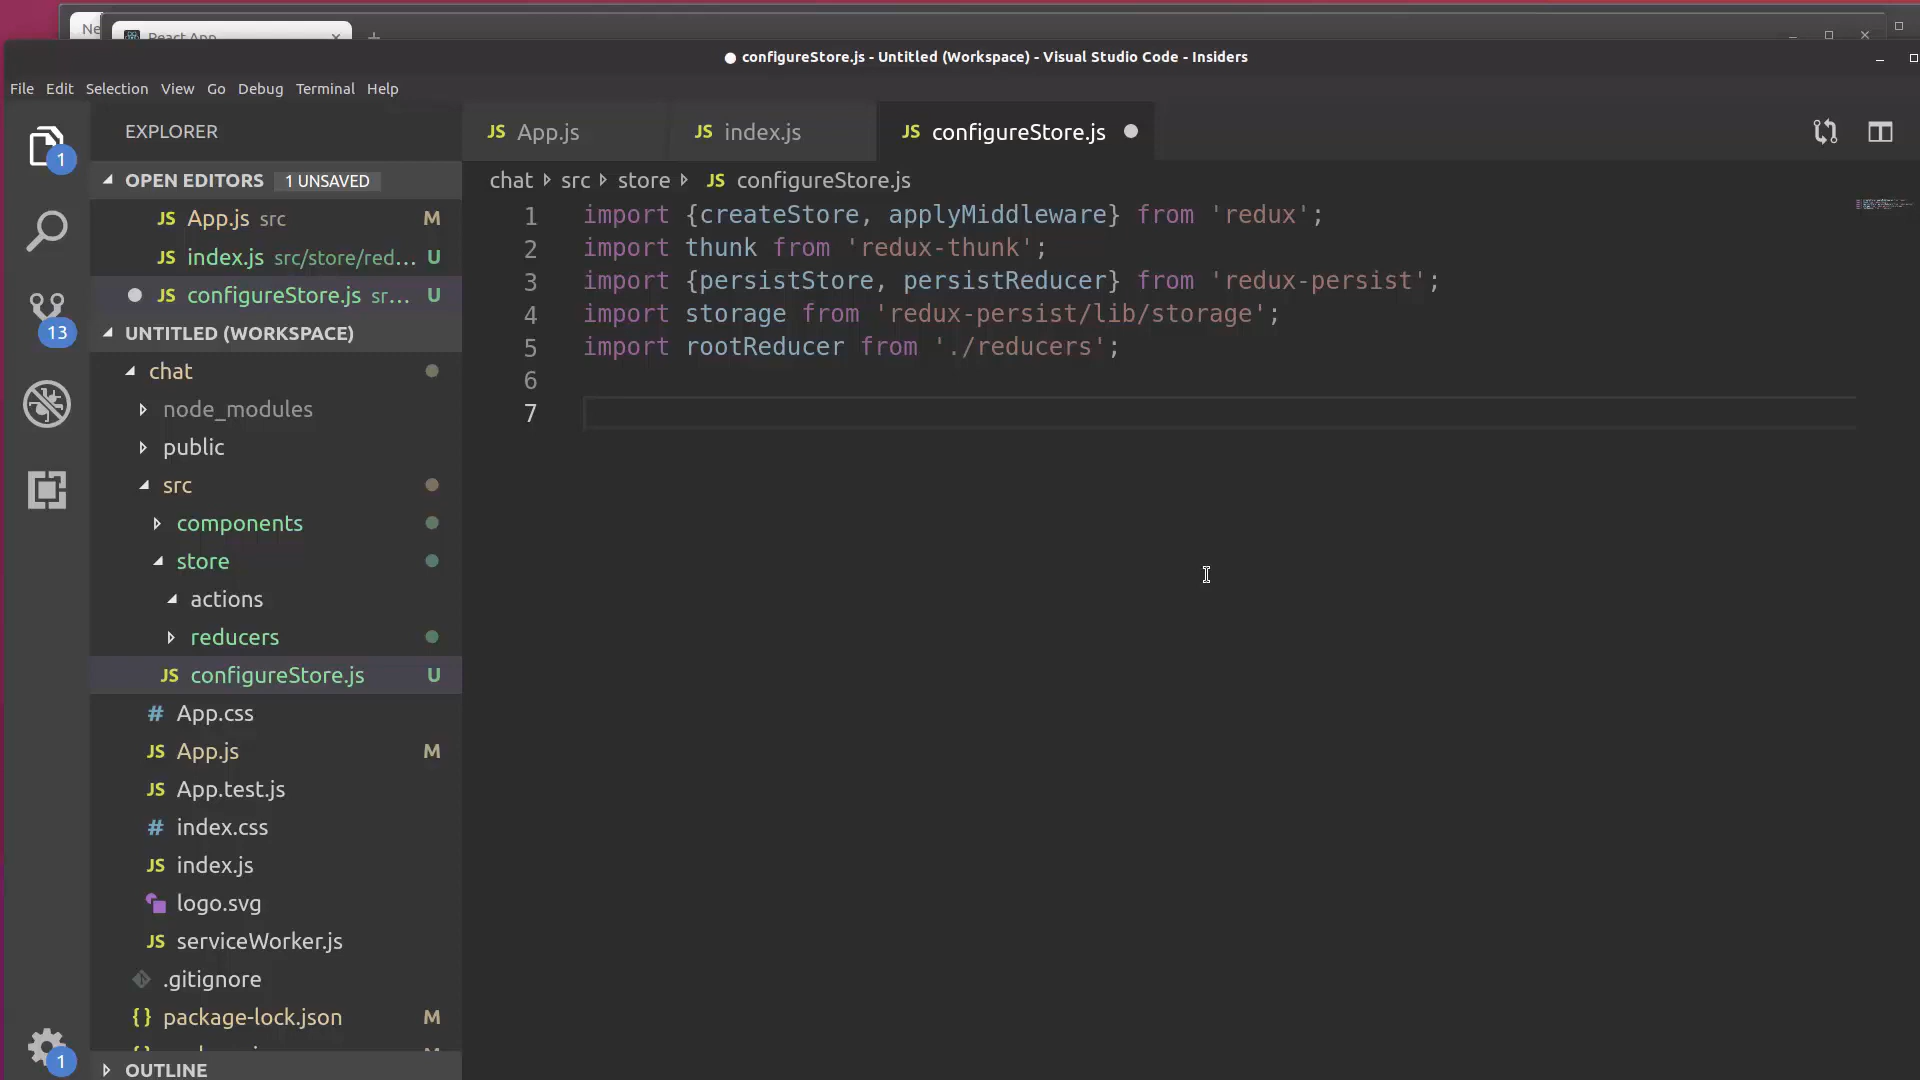 Ne
React App
configureStore.js - Untitled (Workspace) - Visual Studio Code - Insiders
File Edit Selection View Go Debug Terminal Help
EXPLORER
OPEN EDITORS 1 UNSAVED
JS App.js src M
JS index.js src/store/red... U
JS configureStore.js sr... U
UNTITLED (WORKSPACE)
chat
node_modules
public
src
components
store
actions
reducers
JS configureStore.js U
# App.css
JS App.js M
JS App.test.js
# index.css
JS index.js
logo.svg
JS serviceWorker.js
.gitignore
{} package-lock.json M
OUTLINE
1
13
1
JS App.js JS index.js JS configureStore.js
chat src store JS configureStore.js
1 import {createStore, applyMiddleware} from 'redux';
2 import thunk from 'redux-thunk';
3 import {persistStore, persistReducer} from 'redux-persist';
4 import storage from 'redux-persist/lib/storage';
5 import rootReducer from './reducers';
6
7